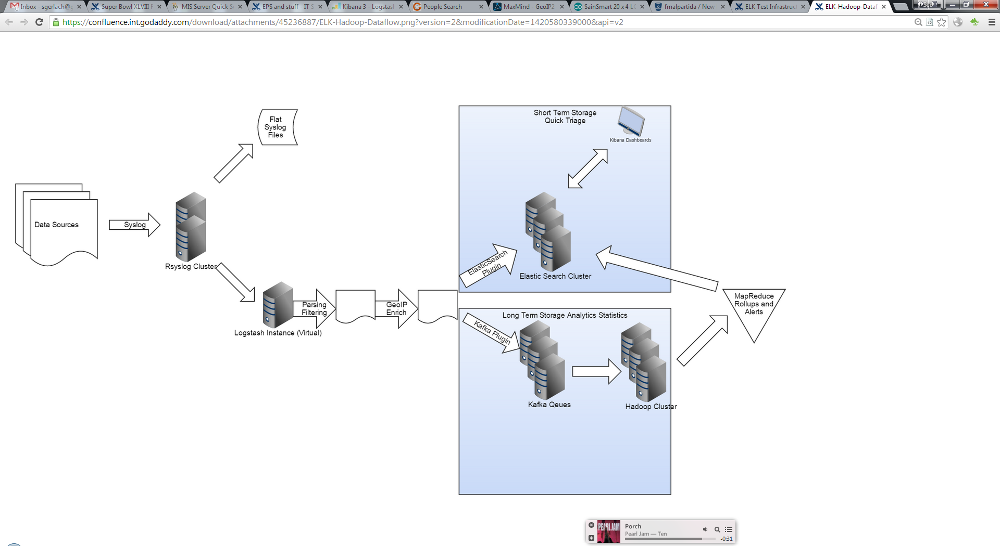 Inbox - sgerlach@g
Super Bowl XLVIII F
MIS Server Quick S
EPS and stuff - IT S
Kibana 3 - Logstash
People Search
MaxMind - GeoIP2
SainSmart 20 x 4 LC
fmalpartida / New
ELK Test Infrastruc
ELK-Hadoop-Dataf
https://confluence.int.godaddy.com/download/attachments/45236887/ELK-Hadoop-Dataflow.png?version=2&modificationDate=1420580339000&api=v2
Flat
Syslog
Files
Data Sources
Syslog
Rsyslog Cluster
Logstash Instance (Virtual)
Parsing
Filtering
GeoIP
Enrich
Short Term Storage
Quick Triage
Kibana Dashboards
ElasticSearch
Plugin
Elastic Search Cluster
Long Term Storage Analytics Statistics
Kafka Plugin
Kafka Qeues
Hadoop Cluster
MapReduce
Rollups and
Alerts
PEARL JAM
Porch
Pearl Jam — Ten
-0:31